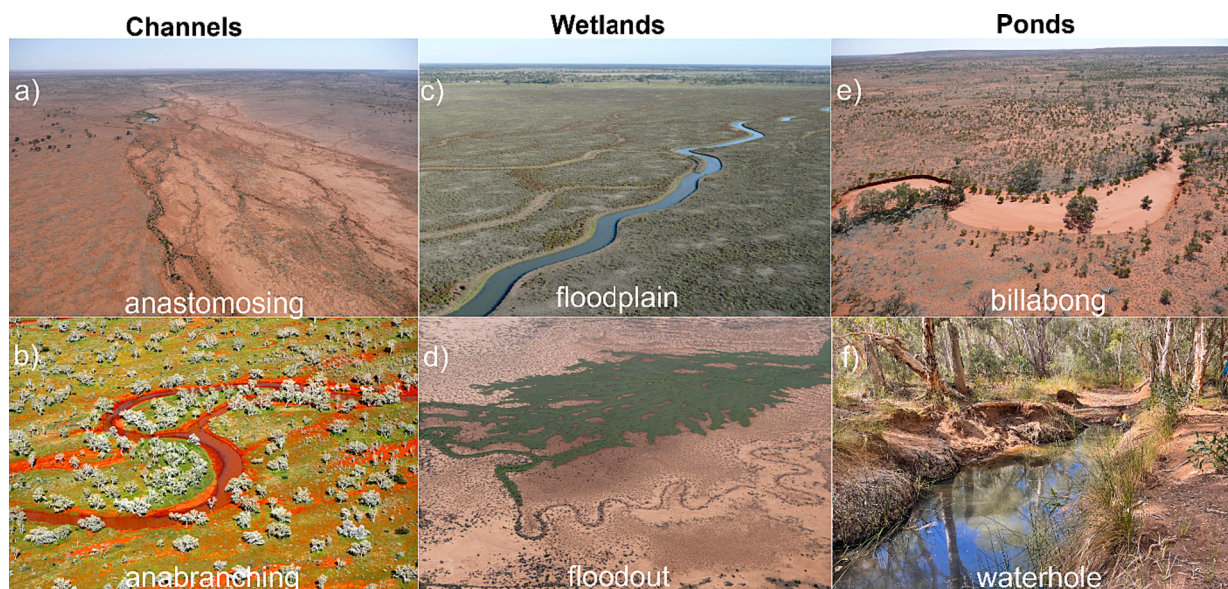 Channels
Wetlands
Ponds
a)
anastomosing
c)
floodplain
e)
billabong
b)
anabranching
d)
floodout
f)
waterhole